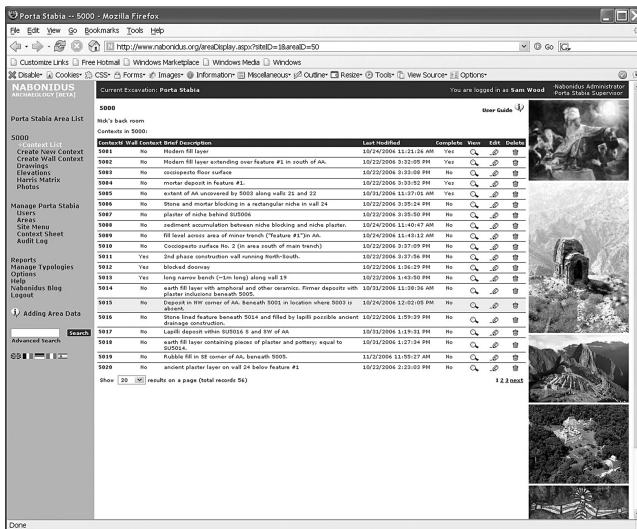 Porta Stabia -- 5000 - Mozilla Firefox
File Edit View Go Bookmarks Tools Help
http://www.nabonidus.org/areaDisplay.aspx?siteID=1&areaID=50 Go
Customize Links Free Hotmail Windows Marketplace Windows Media Windows
Disable Cookies CSS Forms Images Information Miscellaneous Outline Resize Tools View Source Options
NABONIDUS
ARCHAEOLOGY [BETA]
Current Excavation: Porta Stabia You are logged in as Sam Wood
·Nabonidus Administrator
·Porta Stabia Supervisor
Porta Stabia Area List
5000
Context List
Create New Context
Create Wall Context
Drawings
Elevations
Harris Matrix
Photos
Manage Porta Stabia
Users
Areas
Site Menu
Context Sheet
Audit Log
Reports
Manage Typologies
Options
Help
Nabonidus Blog
Logout
Adding Area Data
Search
Advanced Search
5000
User Guide
Nick's back room
Contexts in 5000:
Context# Wall Context Brief Description Last Modified Complete View Edit Delete
5001 No Modern fill layer 10/24/2006 11:21:26 AM Yes
5002 No Modern fill layer extending over feature #1 in south of AA. 10/22/2006 3:32:05 PM Yes
5003 No cocciopesto floor surface 10/22/2006 3:33:08 PM No
5004 No mortar deposit in feature #1. 10/22/2006 3:33:52 PM Yes
5005 No extent of AA uncovered by 5003 along walls 21 and 22 10/31/2006 11:37:01 AM Yes
5006 No Stone and mortar blocking in a rectangular niche in wall 24 10/22/2006 3:35:24 PM No
5007 No plaster of niche behind SU5006 10/22/2006 3:35:50 PM No
5008 No sediment accumulation between niche blocking and niche plaster. 10/24/2006 11:40:47 AM No
5009 No fill level across area of minor trench ("feature #1")in AA. 10/24/2006 11:43:12 AM No
5010 No Cocciopesto surface No. 2 (in area south of main trench) 10/22/2006 3:37:09 PM No
5011 Yes 2nd phase construction wall running North-South. 10/22/2006 3:37:56 PM No
5012 Yes blocked doorway 10/22/2006 1:36:29 PM No
5013 Yes long narrow bench (~1m long) along wall 19 10/22/2006 1:43:50 PM No
5014 No earth fill layer with amphorai and other ceramics. Firmer deposits with 10/31/2006 11:38:36 AM No
plaster inclusions beneath 5005.
5015 No Deposit in NW corner of AA. Beneath 5001 in location where 5003 is 10/24/2006 12:02:05 PM No
absent.
5016 No Stone lined feature beneath 5014 and filled by lapilli possible ancient 10/22/2006 1:59:39 PM No
drainage construction.
5017 No Lapilli deposit within SU5016 S and SW of AA 10/31/2006 1:19:31 PM No
5018 No earth fill layer containing pieces of plaster and pottery; equal to 10/31/2006 1:27:34 PM No
SU5014.
5019 No Rubble fill in SE corner of AA, beneath 5005. 11/2/2006 11:55:27 AM No
5020 No ancient plaster layer on wall 24 below feature #1 10/22/2006 2:23:03 PM No
Show 20 results on a page (total records 56) 1 2 3 next
Done